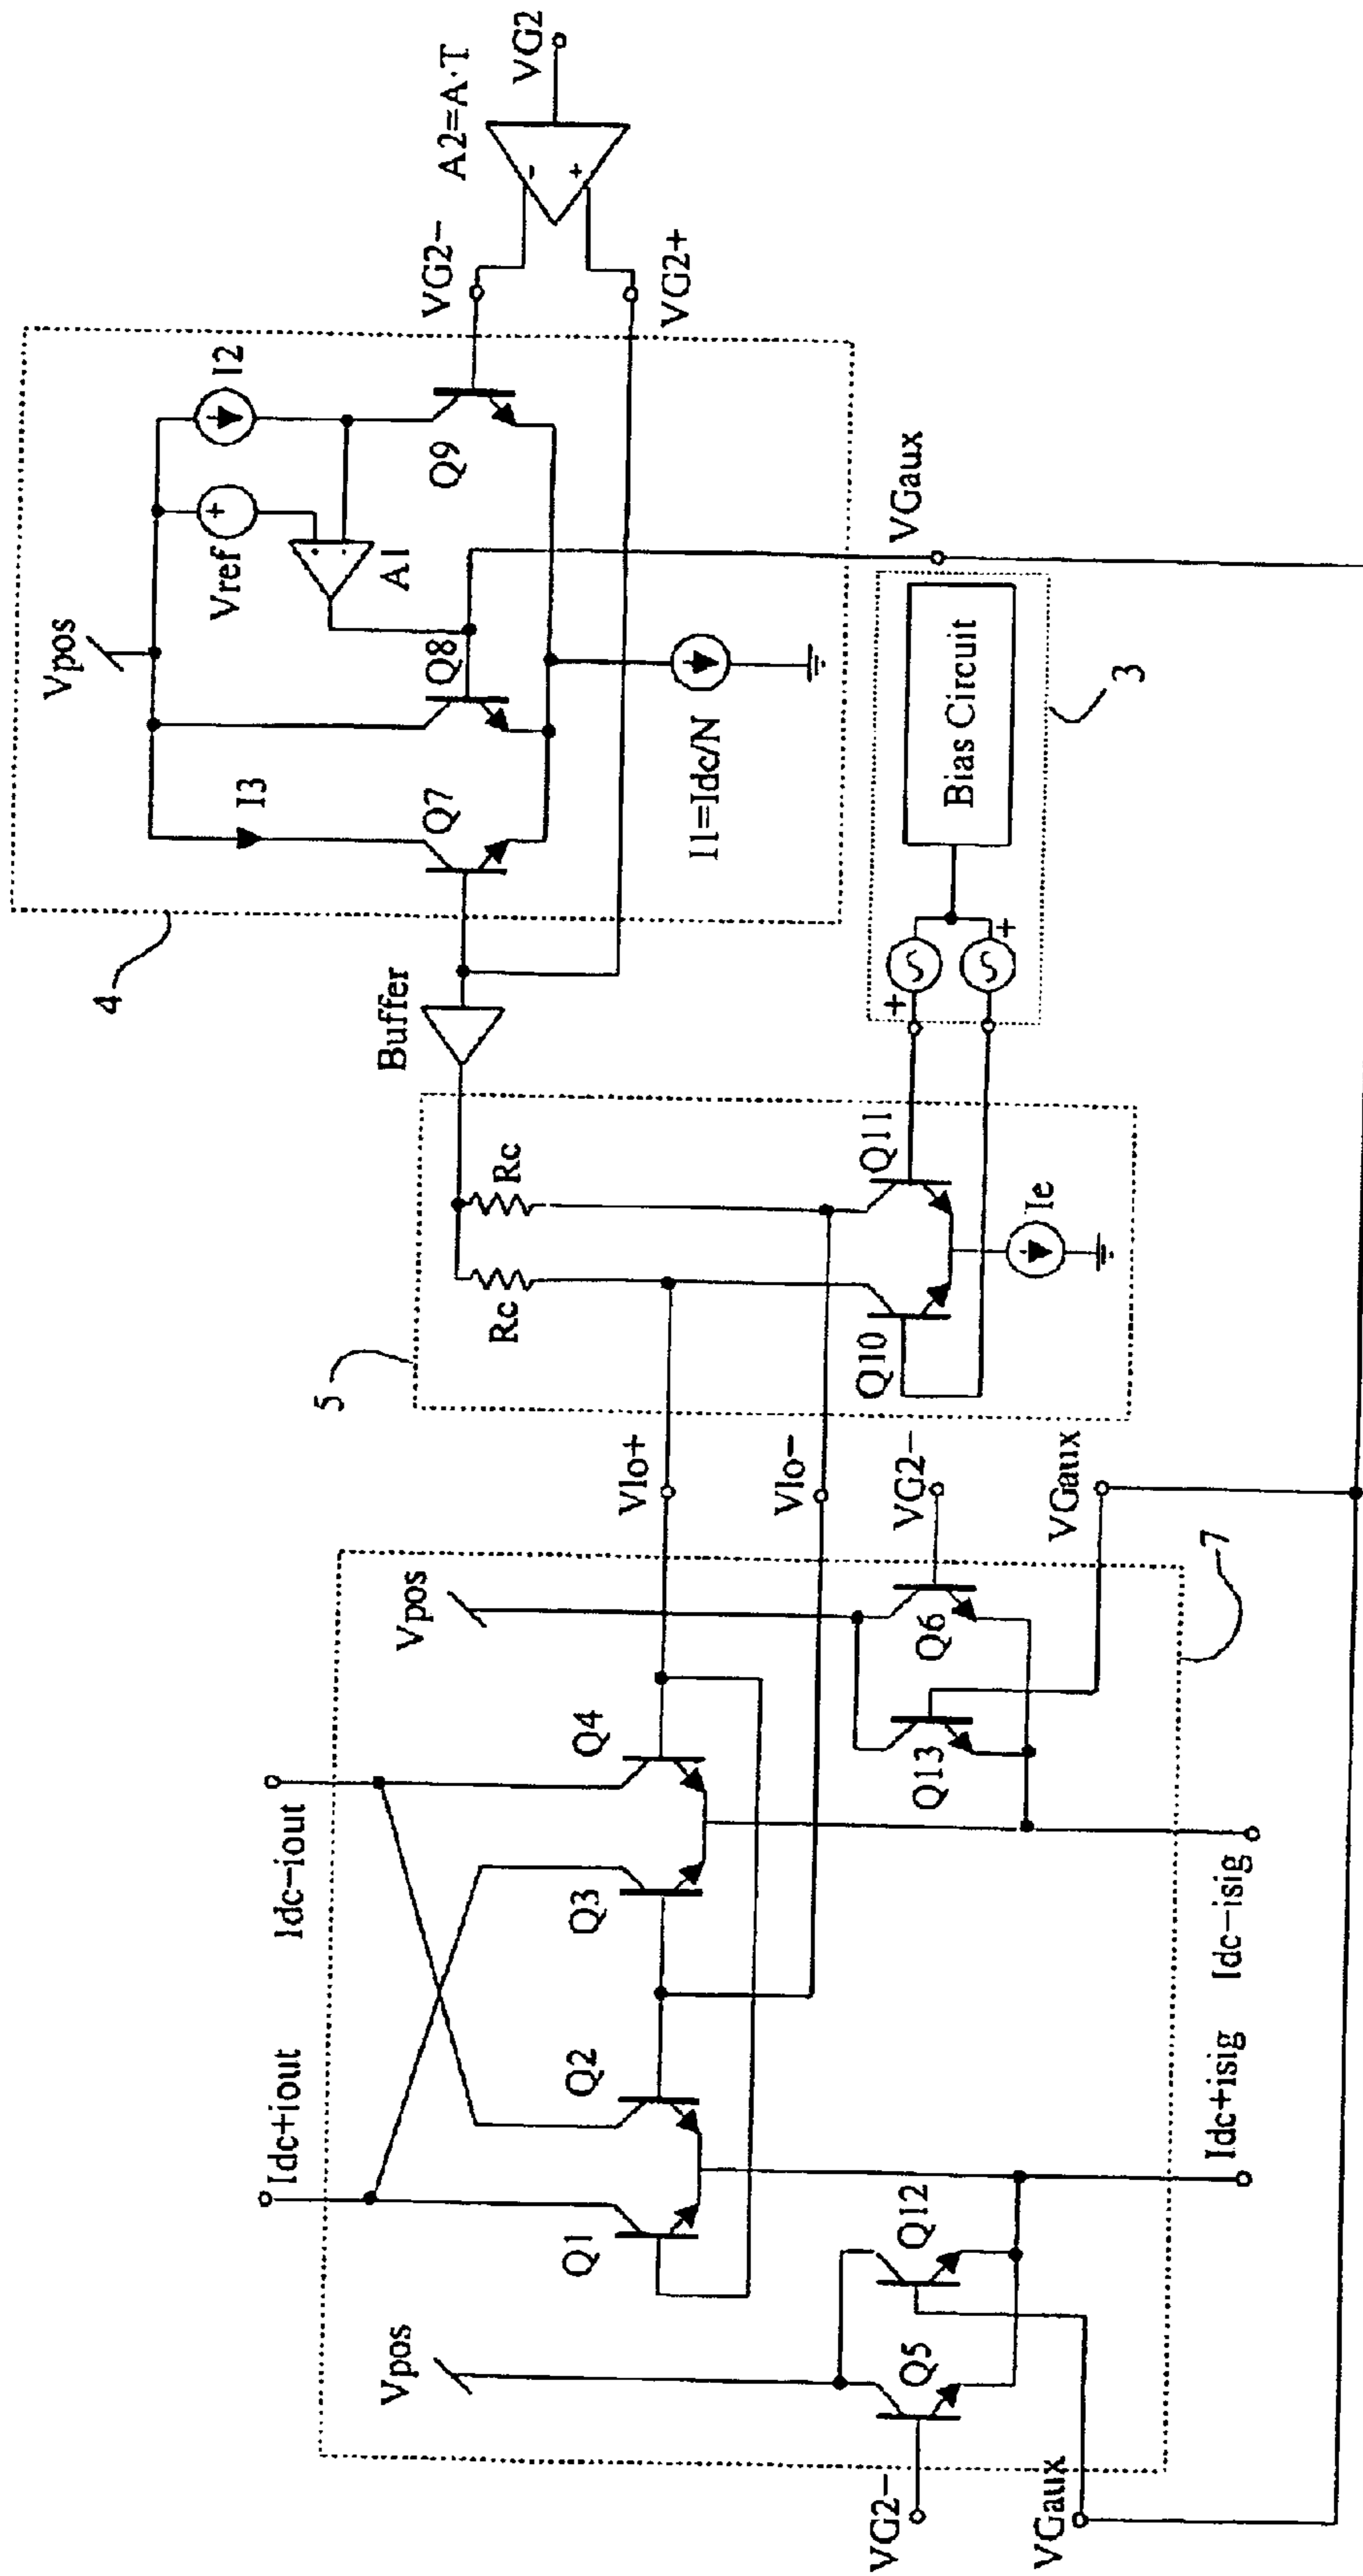 4
Vpos
I3
Vref
I2
A1
Q7
Q8
Q9
I1=Idc/N
VG2−
VG2+
A2=A·T
-
+
VG2
VGaux
Buffer
5
Rc
Rc
Q10
Q11
Ie
+
+
Bias Circuit
3
Vlo+
Vlo−
VG2−
VGaux
Idc+iout
Idc−iout
Vpos
Vpos
Q1
Q2
Q3
Q4
Q5
Q12
Q13
Q6
VG2−
VGaux
Idc+isig
Idc−isig
7